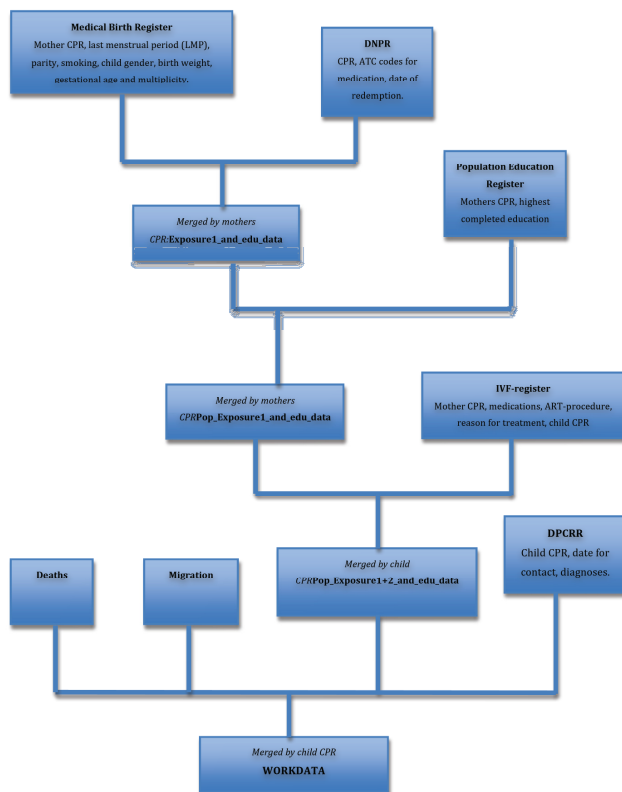 Medical Birth Register
Mother CPR, last menstrual period (LMP),
parity, smoking, child gender, birth weight,
gestational age and multiplicity.
DNPR
CPR, ATC codes for
medication, date of
redemption.
Population Education
Register
Mothers CPR, highest
completed education
Merged by mothers
CPR:Exposure1_and_edu_data
Merged by mothers
CPRPop_Exposure1_and_edu_data
IVF-register
Mother CPR, medications, ART-procedure,
reason for treatment, child CPR
Deaths
Migration
Merged by child
CPRPop_Exposure1+2_and_edu_data
DPCRR
Child CPR, date for
contact, diagnoses.
Merged by child CPR
WORKDATA